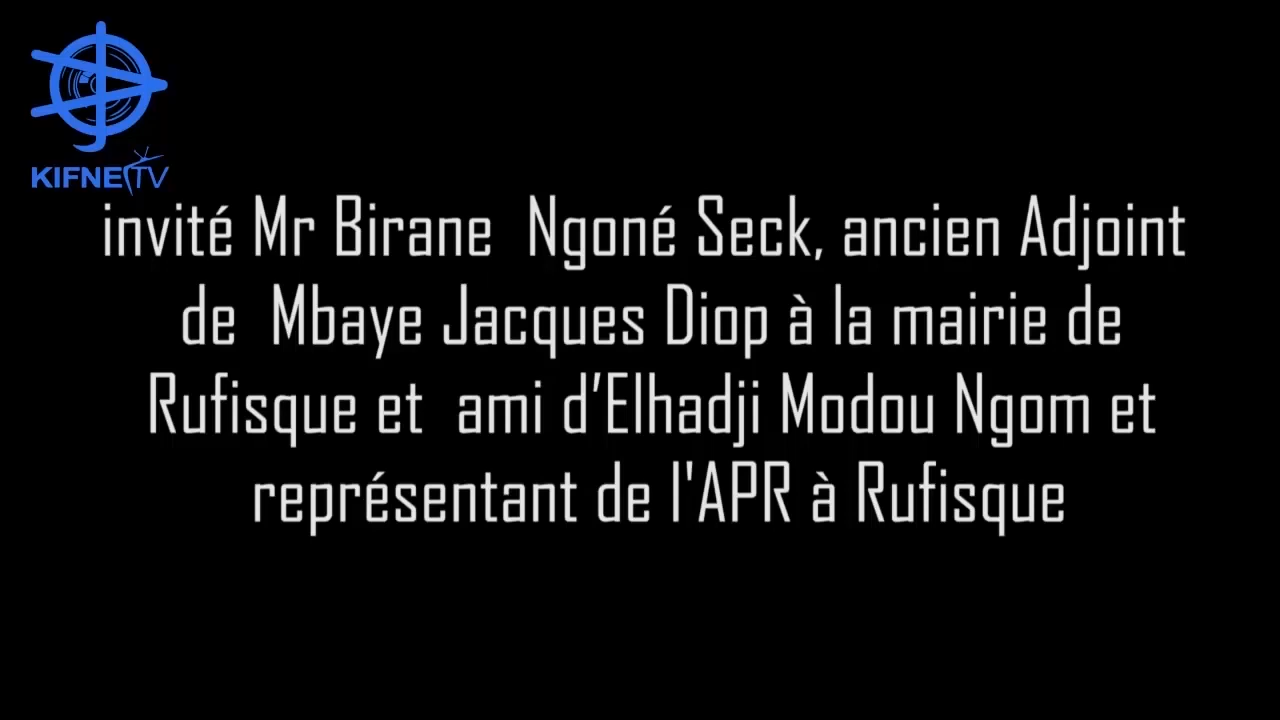 KIFNE TV
invité Mr Birane Ngoné Seck, ancien Adjoint
de Mbaye Jacques Diop à la mairie de
Rufisque et ami d’Elhadji Modou Ngom et
représentant de l'APR à Rufisque